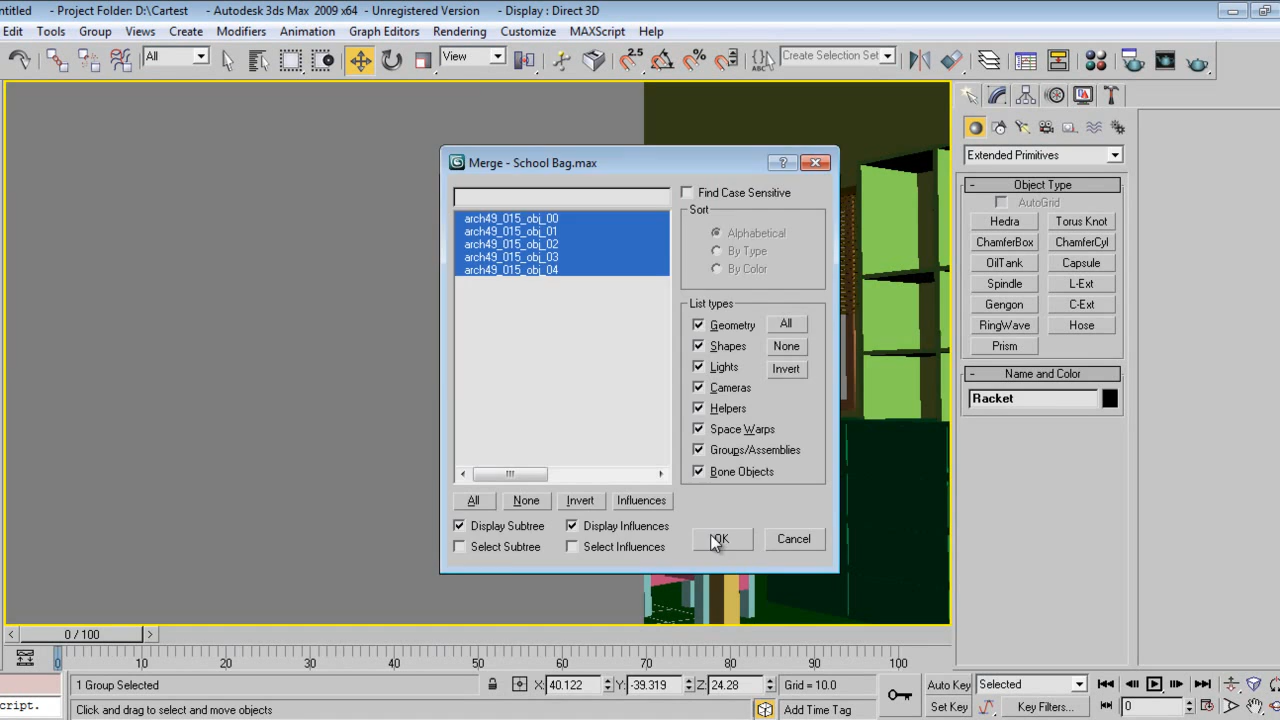 ntitled - Project Folder: D:\Cartest - Autodesk 3ds Max 2009 x64 - Unregistered Version - Display : Direct 3D
Edit Tools Group Views Create Modifiers Animation Graph Editors Rendering Customize MAXScript Help
All View 2.5 Create Selection Set
Merge - School Bag.max
Find Case Sensitive
arch49_015_obj_00
arch49_015_obj_01
arch49_015_obj_02
arch49_015_obj_03
arch49_015_obj_04
Sort
Alphabetical
By Type
By Color
List types
Geometry All
Shapes None
Lights Invert
Cameras
Helpers
Space Warps
Groups/Assemblies
Bone Objects
All None Invert Influences
Display Subtree Display Influences
Select Subtree Select Influences
OK Cancel
Extended Primitives
- Object Type
AutoGrid
Hedra Torus Knot
ChamferBox ChamferCyl
OilTank Capsule
Spindle L-Ext
Gengon C-Ext
RingWave Hose
Prism
- Name and Color
Racket
< 0 / 100 >
0 10 20 30 40 50 60 70 80 90 100
1 Group Selected X: 40.122 Y: -39.319 Z: 24.28 Grid = 10.0 Auto Key Selected
script. Click and drag to select and move objects Add Time Tag Set Key Key Filters... 0